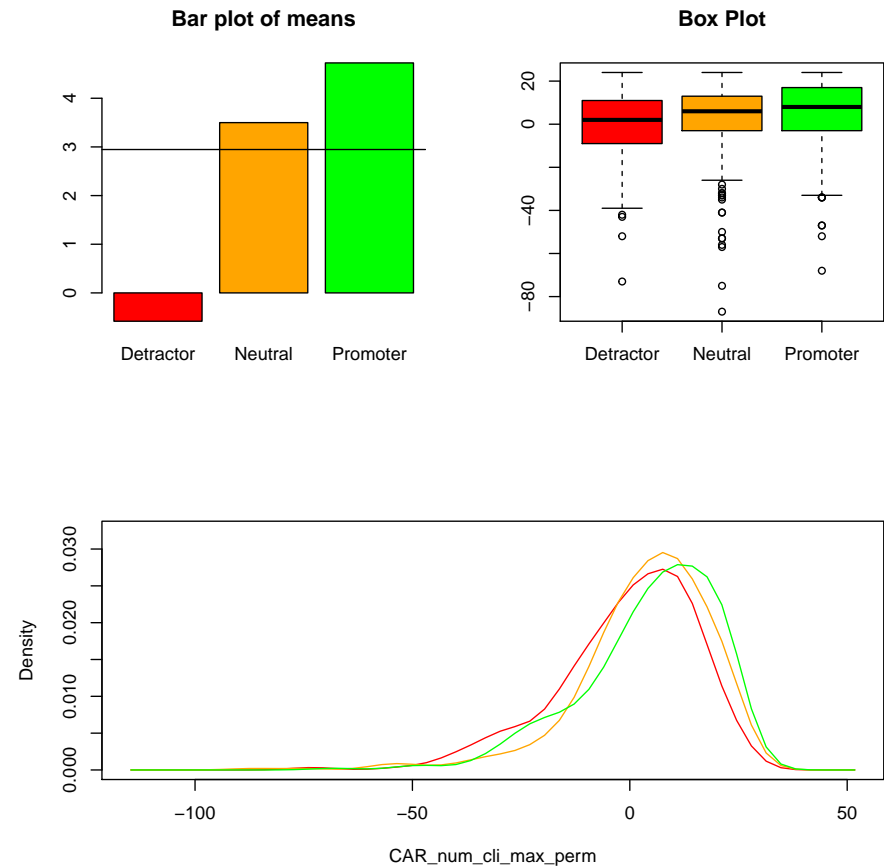 Bar plot of means
4
3
2
1
0
Detractor Neutral Promoter
Box Plot
20
0
−40
−80
Detractor Neutral Promoter
0.030
0.020
0.010
0.000
Density
−100 −50 0 50
CAR_num_cli_max_perm